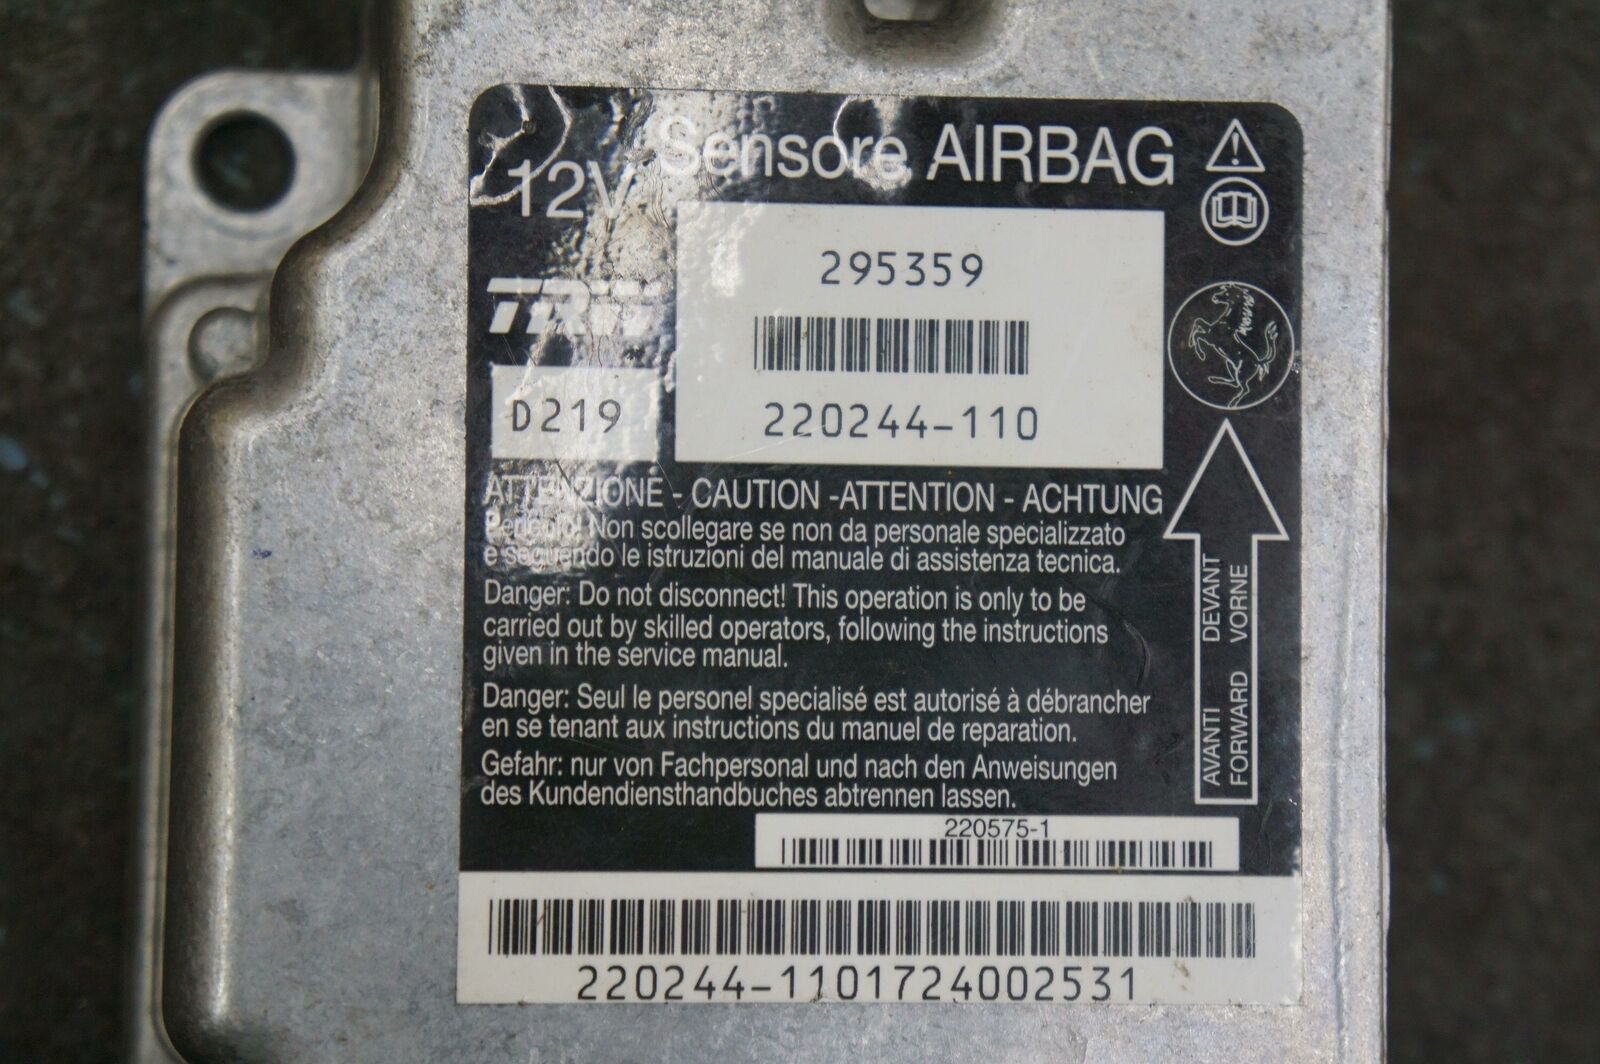 Sensore AIRBAG
12V
TRW
295359
D219
220244-110
ATTENZIONE - CAUTION -ATTENTION - ACHTUNG
Pericolo: Non scollegare se non da personale specializzato
e seguendo le istruzioni del manuale di assistenza tecnica.
Danger: Do not disconnect! This operation is only to be
carried out by skilled operators, following the instructions
given in the service manual.
Danger: Seul le personel specialisé est autorisé à débrancher
en se tenant aux instructions du manuel de reparation.
Gefahr: nur von Fachpersonal und nach den Anweisungen
des Kundendiensthandbuches abtrennen lassen.
AVANTI DEVANT
FORWARD VORNE
220575-1
220244-1101724002531